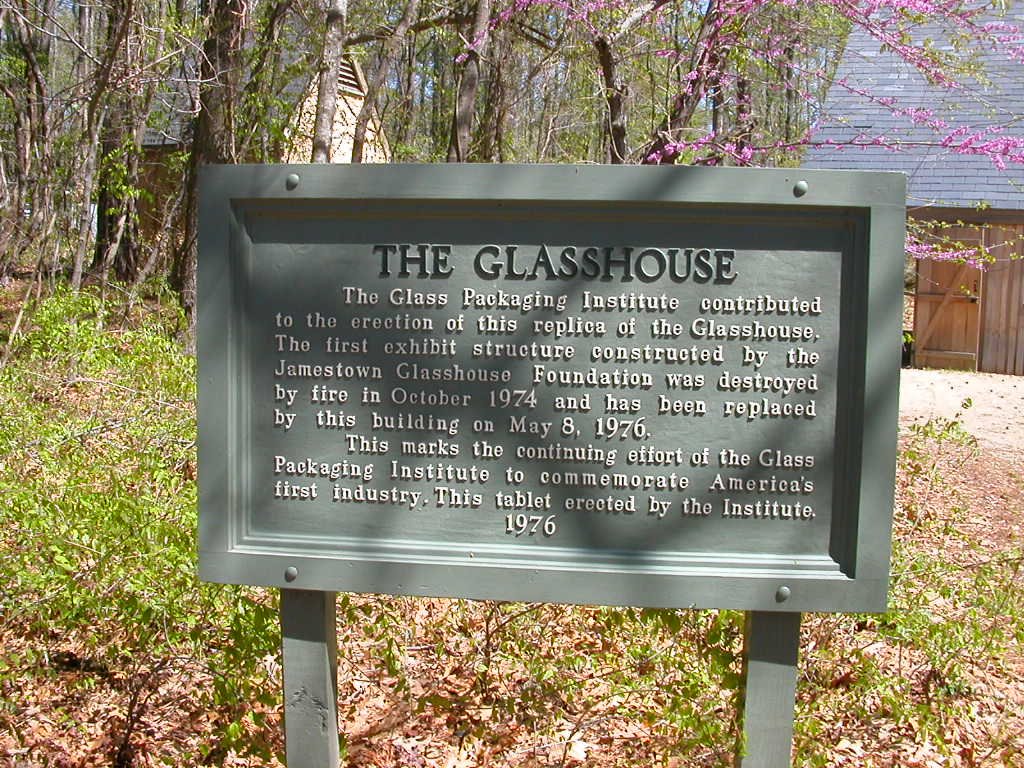 THE GLASSHOUSE
The Glass Packaging Institute contributed
to the erection of this replica of the Glasshouse.
The first exhibit structure constructed by the
Jamestown Glasshouse Foundation was destroyed
by fire in October 1974 and has been replaced
by this building on May 8, 1976.
This marks the continuing effort of the Glass
Packaging Institute to commemorate America's
first industry. This tablet erected by the Institute.
1976